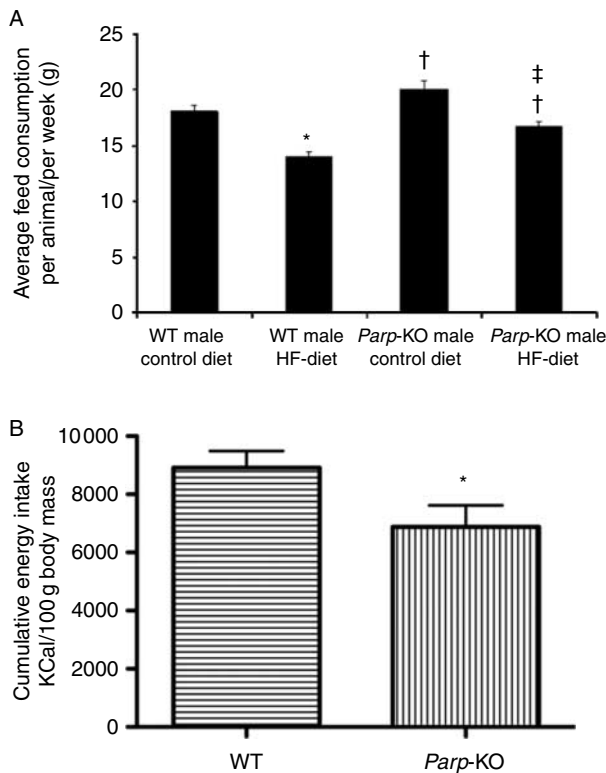 A
Average feed consumption
per animal/per week (g)
25
20
15
10
5
0
*
†
‡
†
WT male
control diet
WT male
HF-diet
Parp-KO male
control diet
Parp-KO male
HF-diet
B
Cumulative energy intake
KCal/100 g body mass
10 000
8000
6000
4000
2000
0
*
WT
Parp-KO